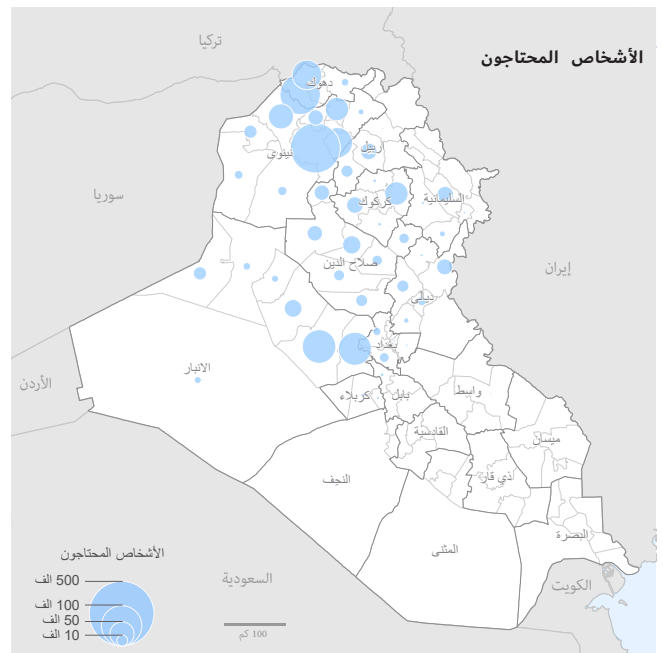 الأشخاص المحتاجون
تركيا
دهوك
نينوى
اربيل
سوريا
كركوك
السليمانية
صلاح الدين
إيران
ديالى
بغداد
الانبار
الأردن
كربلاء
بابل
واسط
القادسية
ميسان
النجف
ذي قار
البصرة
المثنى
السعودية
الكويت
الأشخاص المحتاجون
500 الف
100 الف
50 الف
10 الف
100 كم